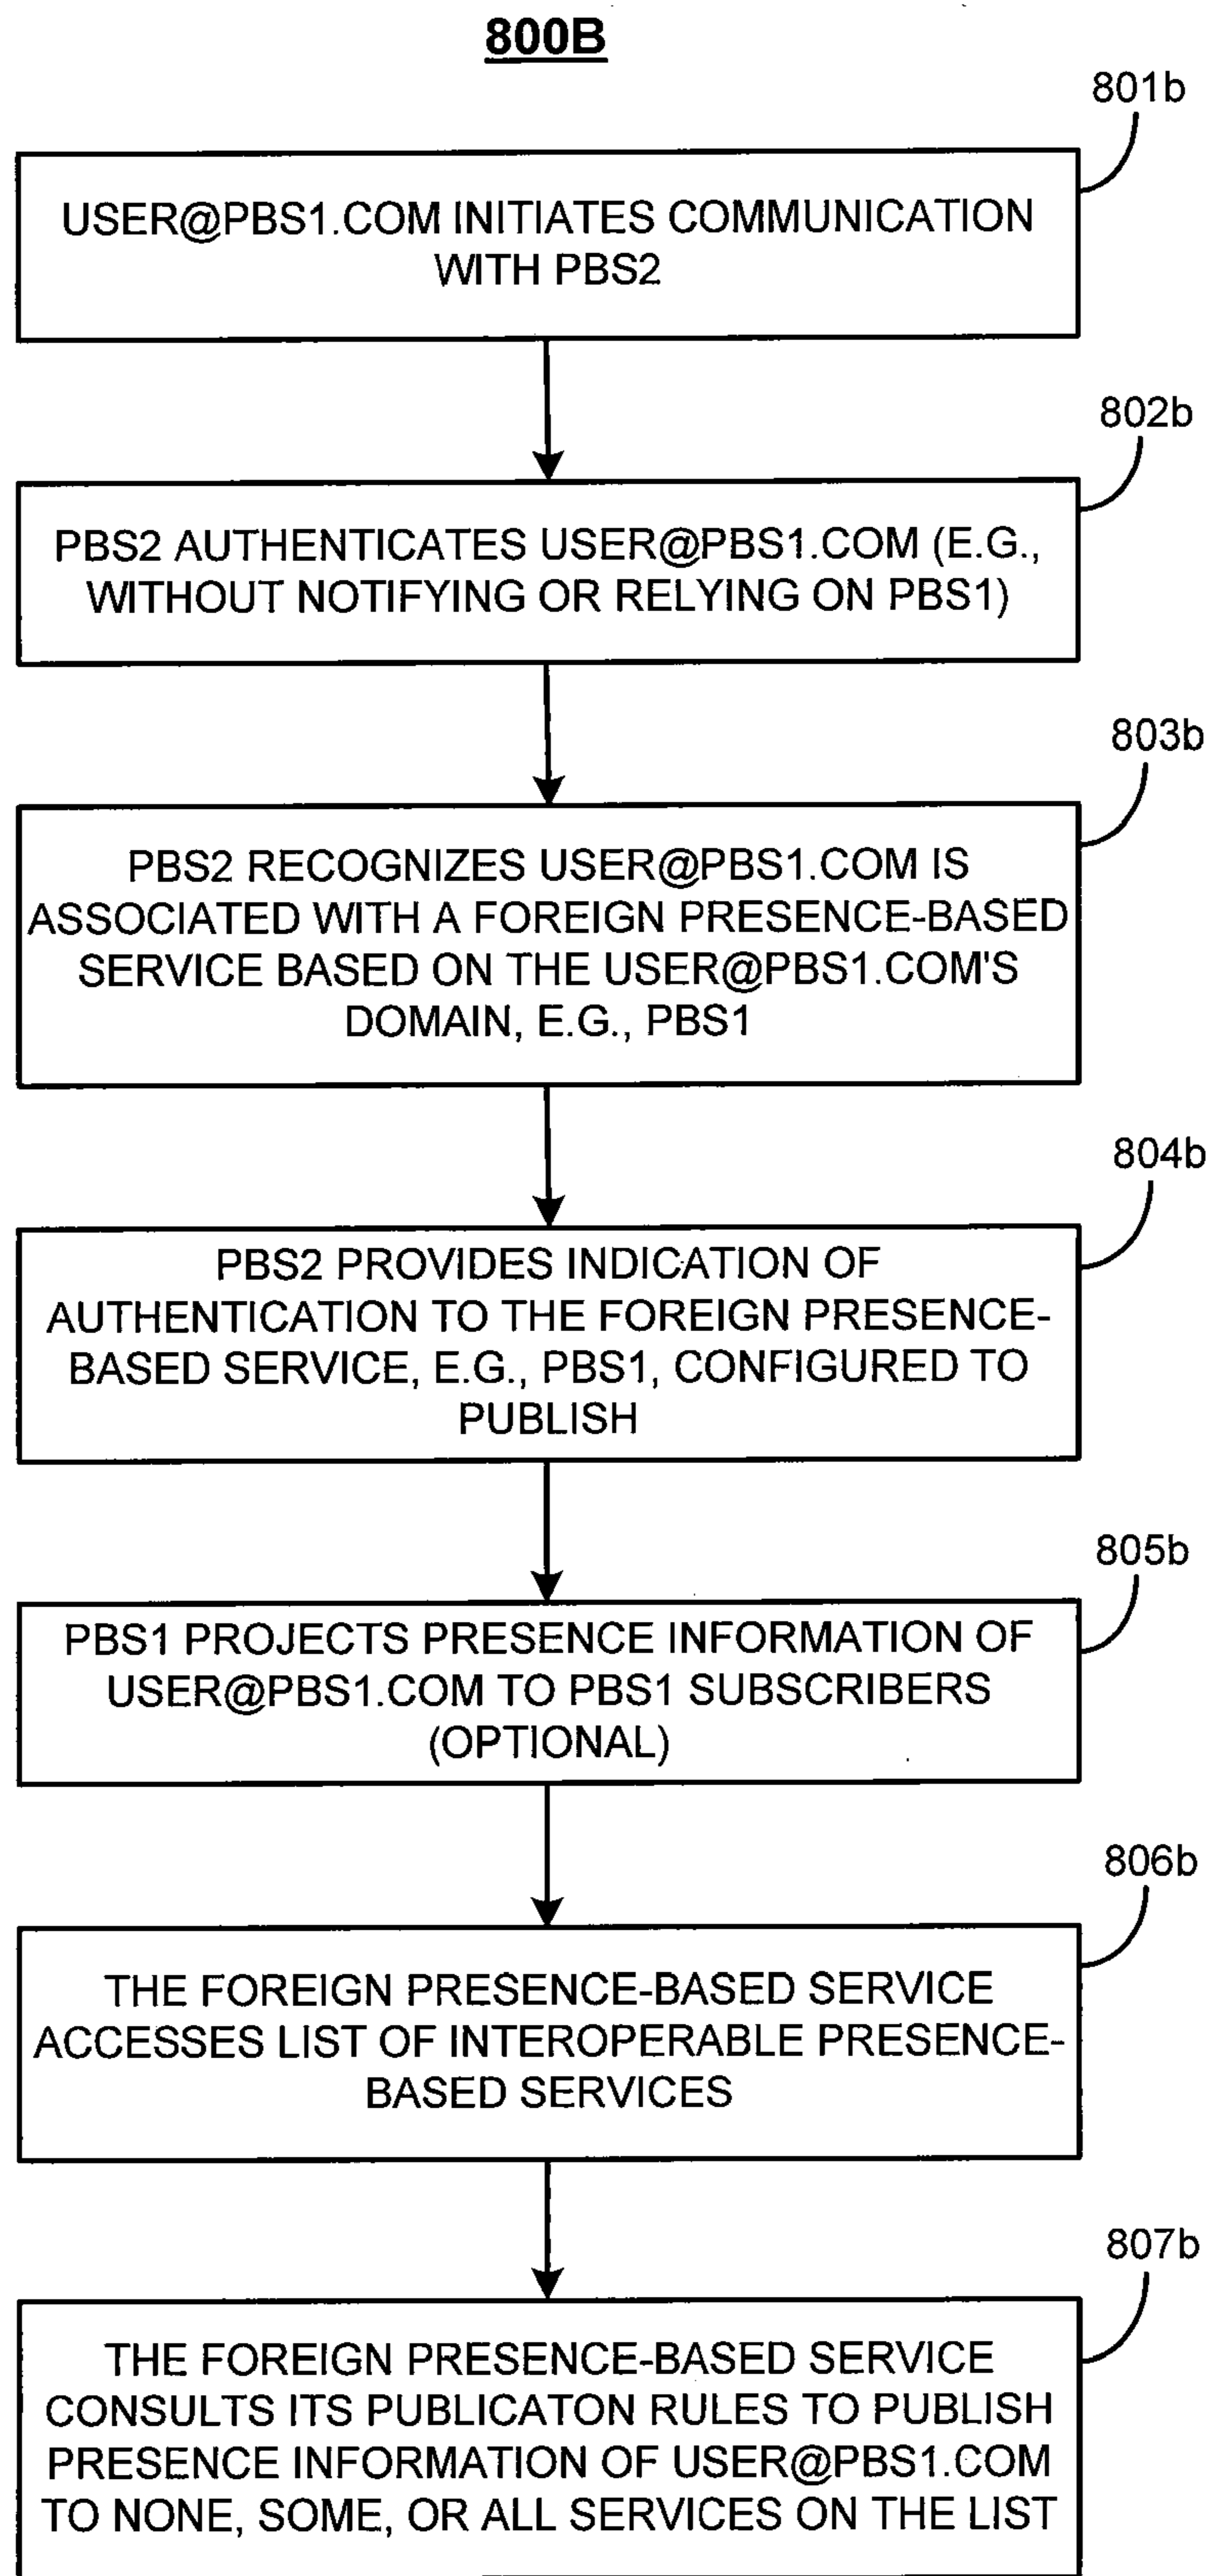 800B
801b
USER@PBS1.COM INITIATES COMMUNICATION
WITH PBS2
802b
PBS2 AUTHENTICATES USER@PBS1.COM (E.G.,
WITHOUT NOTIFYING OR RELYING ON PBS1)
803b
PBS2 RECOGNIZES USER@PBS1.COM IS
ASSOCIATED WITH A FOREIGN PRESENCE-BASED
SERVICE BASED ON THE USER@PBS1.COM'S
DOMAIN, E.G., PBS1
804b
PBS2 PROVIDES INDICATION OF
AUTHENTICATION TO THE FOREIGN PRESENCE-
BASED SERVICE, E.G., PBS1, CONFIGURED TO
PUBLISH
805b
PBS1 PROJECTS PRESENCE INFORMATION OF
USER@PBS1.COM TO PBS1 SUBSCRIBERS
(OPTIONAL)
806b
THE FOREIGN PRESENCE-BASED SERVICE
ACCESSES LIST OF INTEROPERABLE PRESENCE-
BASED SERVICES
807b
THE FOREIGN PRESENCE-BASED SERVICE
CONSULTS ITS PUBLICATON RULES TO PUBLISH
PRESENCE INFORMATION OF USER@PBS1.COM
TO NONE, SOME, OR ALL SERVICES ON THE LIST